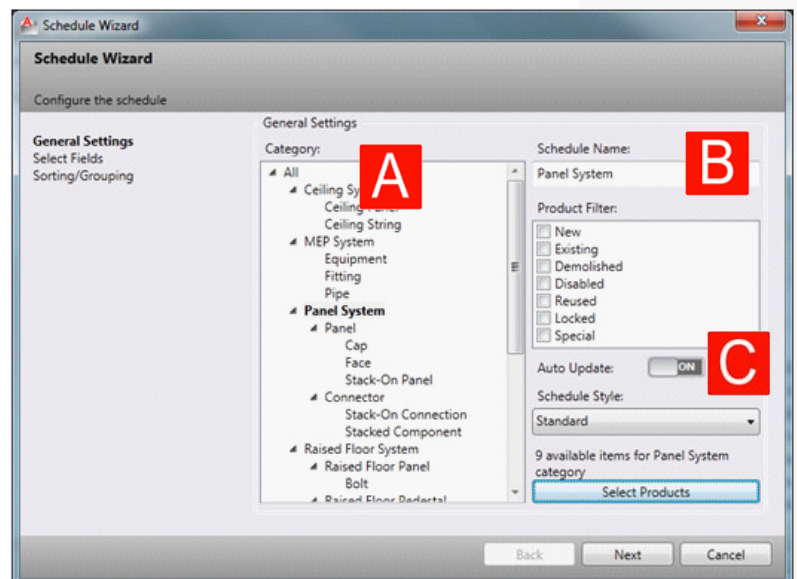 Schedule Wizard
Schedule Wizard
Configure the schedule
General Settings
Select Fields
Sorting/Grouping
General Settings
Category:
A
All
Ceiling
Ceiling
Ceiling String
MEP System
Equipment
Fitting
Pipe
Panel System
Panel
Cap
Face
Stack-On Panel
Connector
Stack-On Connection
Stacked Component
Raised Floor System
Raised Floor Panel
Bolt
Raised Floor Pedestal
Schedule Name:
B
Panel System
Product Filter:
New
Existing
Demolished
Disabled
Reused
Locked
Special
Auto Update:
ON
C
Schedule Style:
Standard
9 available items for Panel System
category
Select Products
Back
Next
Cancel